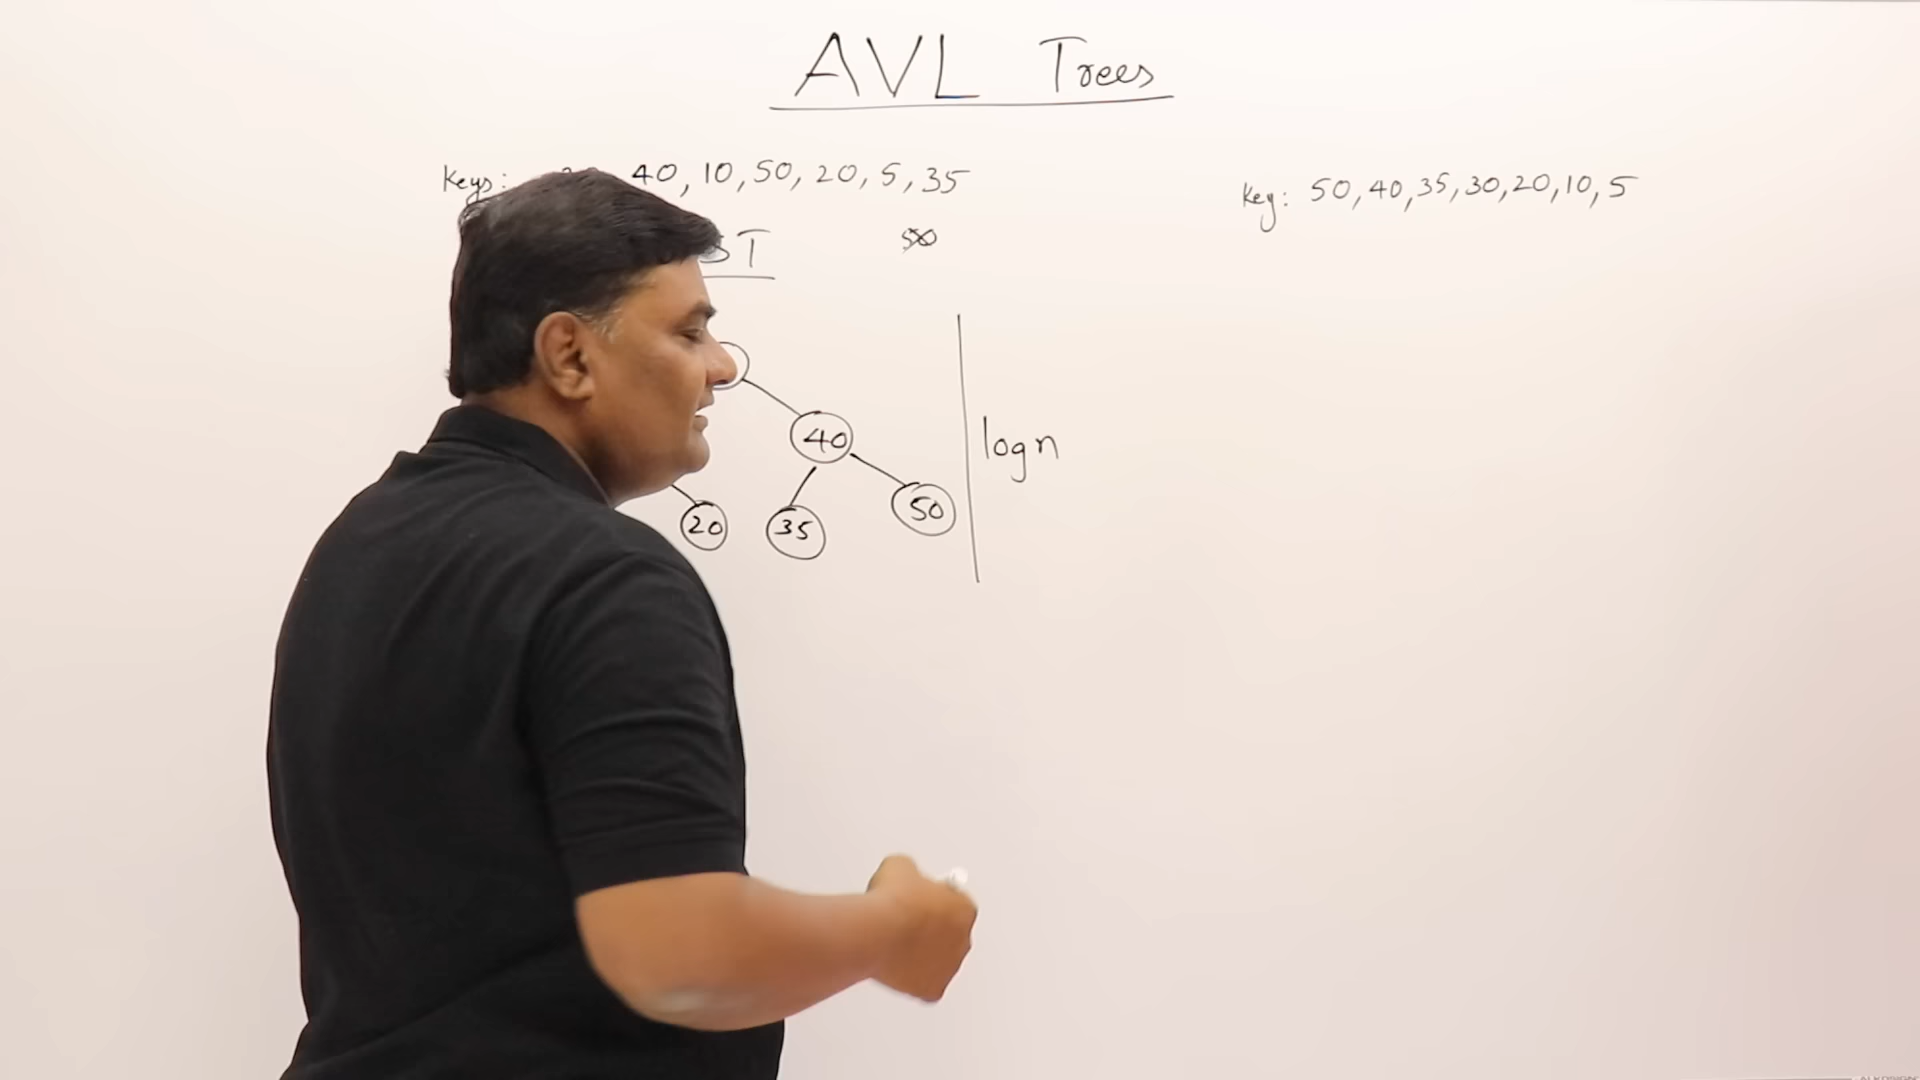 AVL Trees
Keys: 40, 10, 50, 20, 5, 35
Key: 50, 40, 35, 30, 20, 10, 5
40
log n
20 35 50